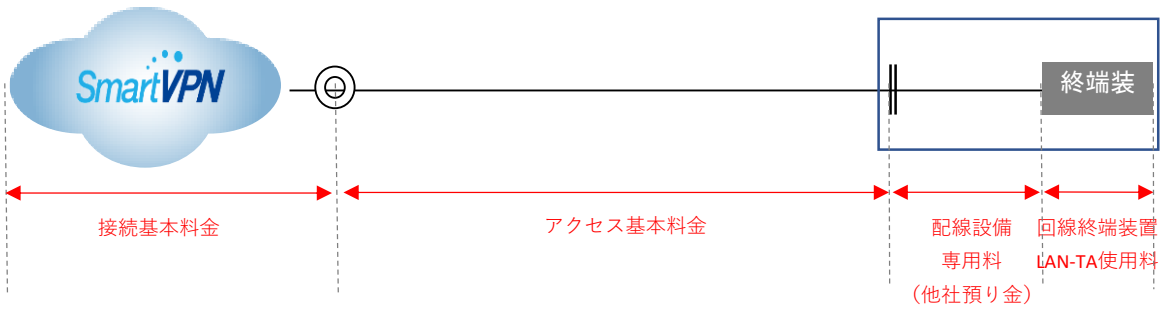 SmartVPN
終端装
接続基本料金
アクセス基本料金
配線設備
専用料
（他社預り金）
回線終端装置
LAN-TA使用料